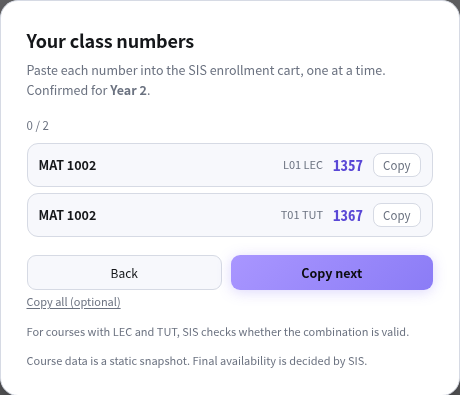 Your class numbers
Paste each number into the SIS enrollment cart, one at a time.
Confirmed for Year 2.
0 / 2
MAT 1002 L01 LEC 1357 Copy
MAT 1002 T01 TUT 1367 Copy
Back Copy next
Copy all (optional)
For courses with LEC and TUT, SIS checks whether the combination is valid.
Course data is a static snapshot. Final availability is decided by SIS.